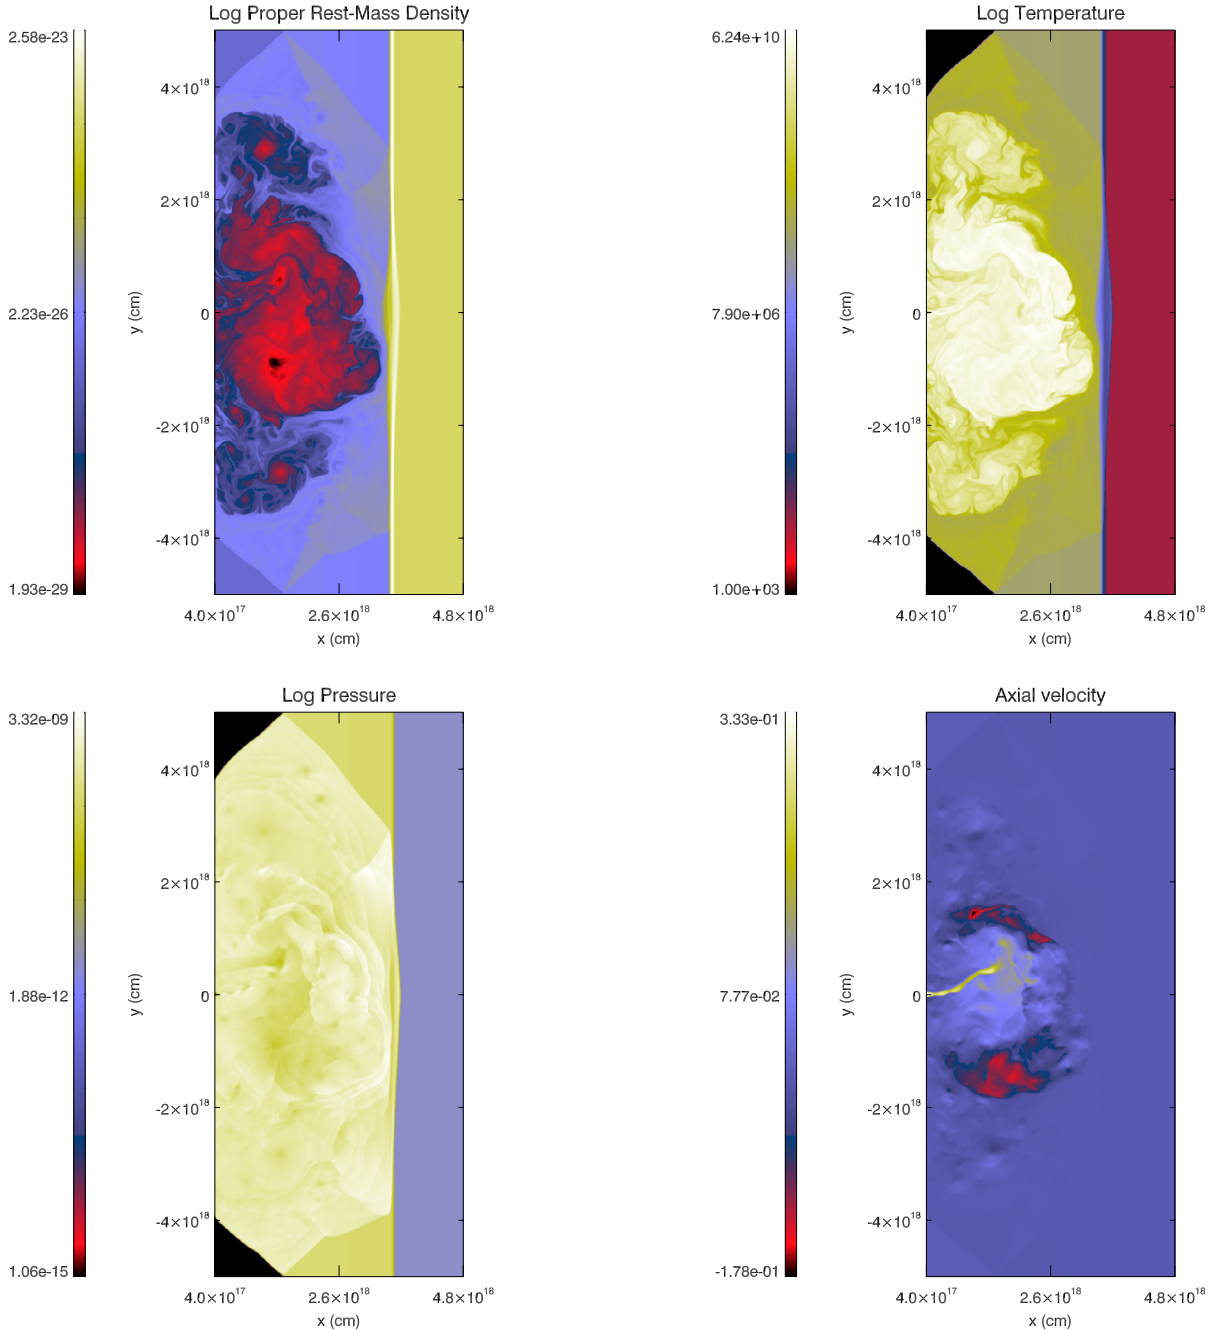 Log Proper Rest-Mass Density
2.58e-23
2.23e-26
1.93e-29
4×10^18
2×10^18
0
-2×10^18
-4×10^18
y (cm)
4.0×10^17
2.6×10^18
4.8×10^18
x (cm)
Log Temperature
6.24e+10
7.90e+06
1.00e+03
4×10^18
2×10^18
0
-2×10^18
-4×10^18
y (cm)
4.0×10^17
2.6×10^18
4.8×10^18
x (cm)
Log Pressure
3.32e-09
1.88e-12
1.06e-15
4×10^18
2×10^18
0
-2×10^18
-4×10^18
y (cm)
4.0×10^17
2.6×10^18
4.8×10^18
x (cm)
Axial velocity
3.33e-01
7.77e-02
-1.78e-01
4×10^18
2×10^18
0
-2×10^18
-4×10^18
y (cm)
4.0×10^17
2.6×10^18
4.8×10^18
x (cm)